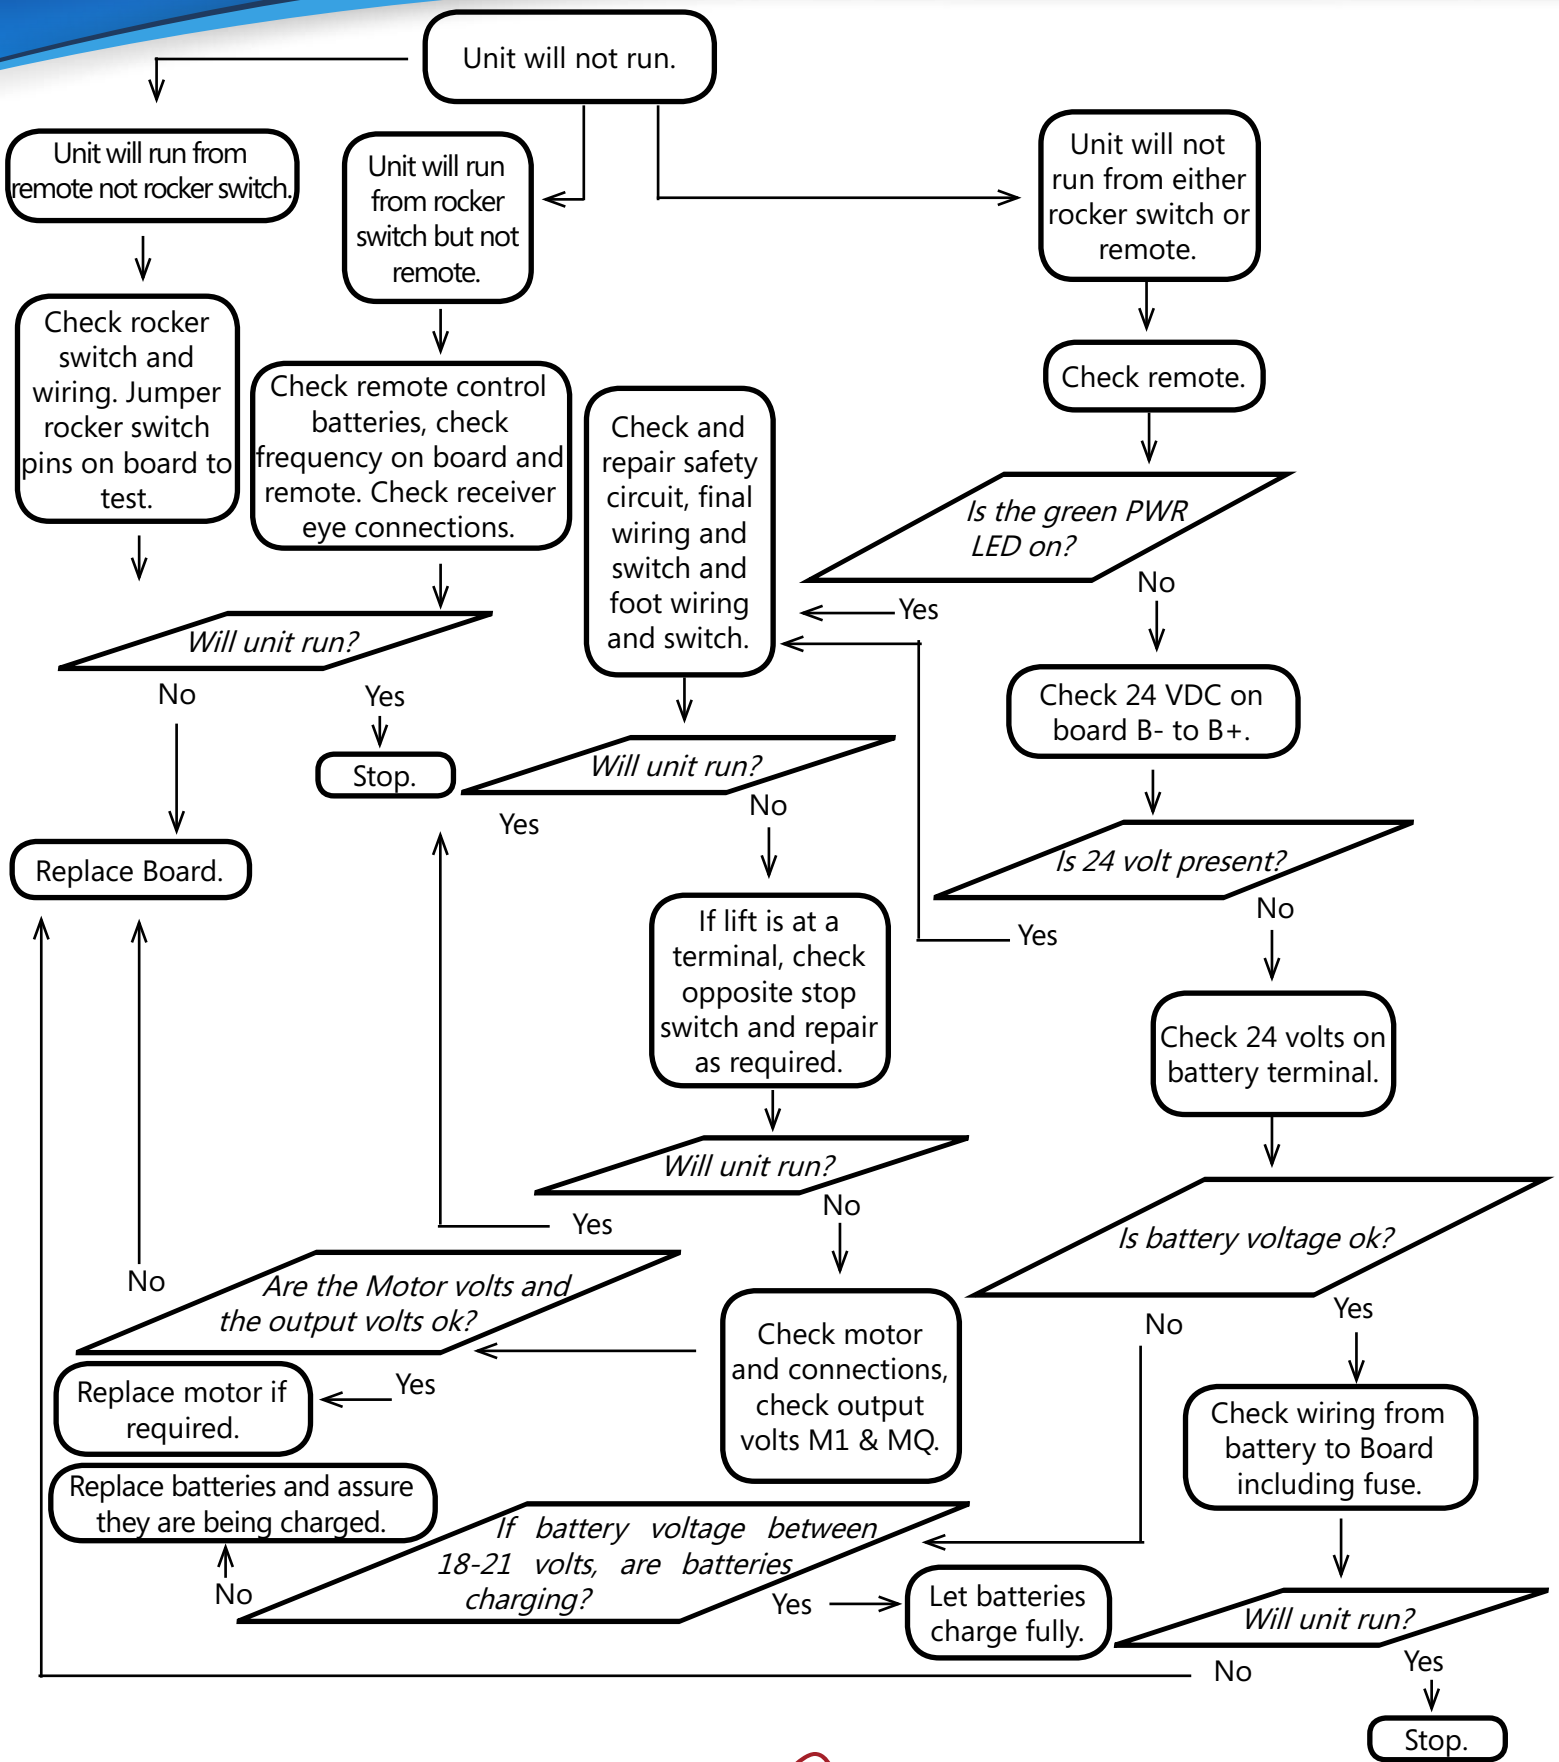 Unit will not run.
Unit will run from
remote not rocker switch.
Unit will run
from rocker
switch but not
remote.
Unit will not
run from either
rocker switch or
remote.
Check rocker
switch and
wiring. Jumper
rocker switch
pins on board to
test.
Check remote control
batteries, check
frequency on board and
remote. Check receiver
eye connections.
Check and
repair safety
circuit, final
wiring and
switch and
foot wiring
and switch.
Check remote.
Is the green PWR
LED on?
No
Yes
Will unit run?
No
Yes
Stop.
Replace Board.
Will unit run?
Yes
No
Check 24 VDC on
board B- to B+.
Is 24 volt present?
No
Yes
If lift is at a
terminal, check
opposite stop
switch and repair
as required.
Check 24 volts on
battery terminal.
Will unit run?
No
Yes
Is battery voltage ok?
No
Yes
Are the Motor volts and
the output volts ok?
No
Yes
Check motor
and connections,
check output
volts M1 & MQ.
Replace motor if
required.
Check wiring from
battery to Board
including fuse.
Replace batteries and assure
they are being charged.
If battery voltage between
18-21 volts, are batteries
charging?
No
Yes
Let batteries
charge fully.
Will unit run?
No
Yes
Stop.